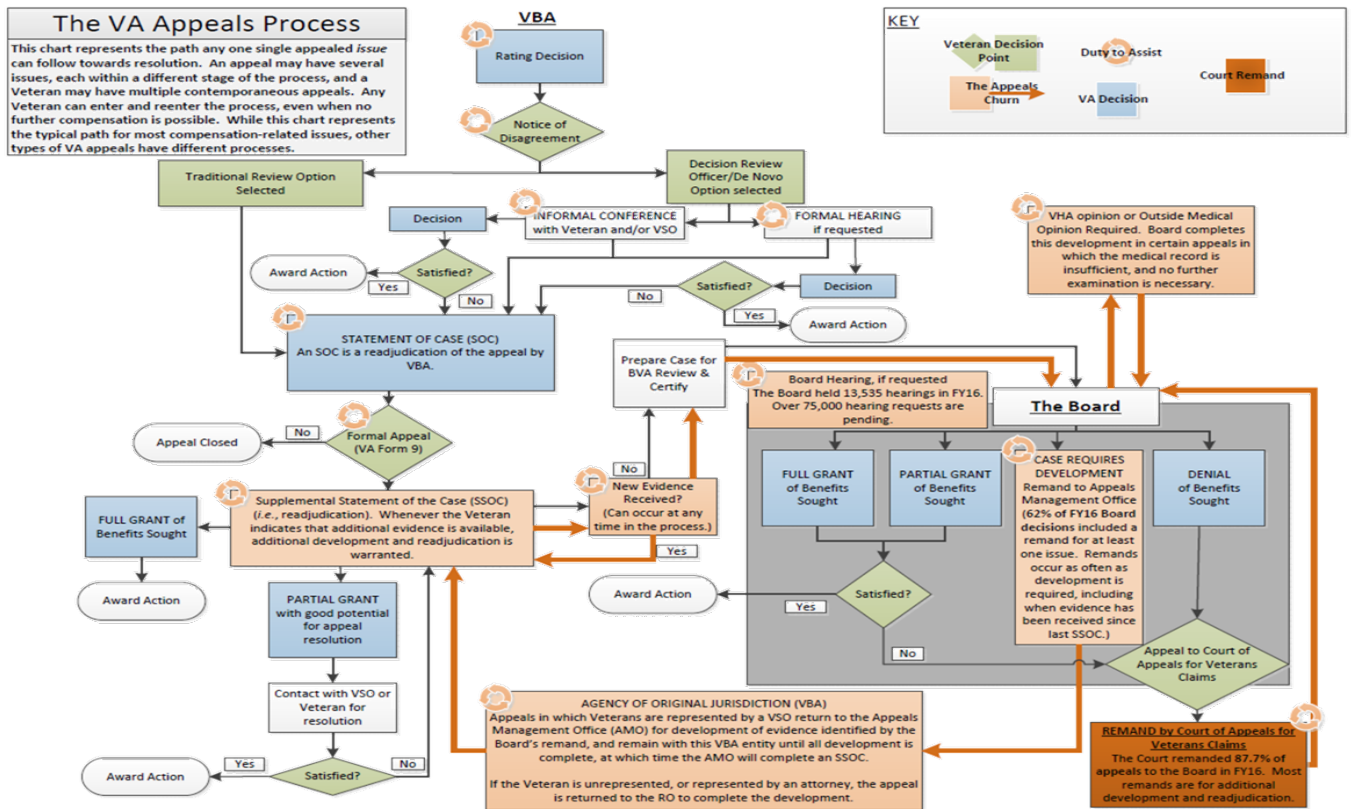 The VA Appeals Process
This chart represents the path any one single appealed issue
can follow towards resolution. An appeal may have several
issues, each within a different stage of the process, and a
Veteran may have multiple contemporaneous appeals. Any
Veteran can enter and reenter the process, even when no
further compensation is possible. While this chart represents
the typical path for most compensation-related issues, other
types of VA appeals have different processes.
VBA
Rating Decision
KEY
Veteran Decision
Point
Duty to Assist
The Appeals
Churn
VA Decision
Court Remand
Notice of
Disagreement
Traditional Review Option
Selected
Decision Review
Officer/De Novo
Option selected
Decision
INFORMAL CONFERENCE
with Veteran and/or VSO
FORMAL HEARING
if requested
VHA opinion or Outside Medical
Opinion Required. Board completes
this development in certain appeals in
which the medical record is
insufficient, and no further
examination is necessary.
Award Action
Yes
Satisfied?
No
No
Satisfied?
Decision
Yes
Award Action
STATEMENT OF CASE (SOC)
An SOC is a readjudication of the appeal by
VBA.
Prepare Case for
BVA Review &
Certify
Board Hearing, if requested
The Board held 13,535 hearings in FY16.
Over 75,000 hearing requests are
pending.
The Board
Appeal Closed
No
Formal Appeal
(VA Form 9)
No
New Evidence
Received?
(Can occur at any
time in the process.)
Yes
FULL GRANT of
Benefits Sought
Supplemental Statement of the Case (SSOC)
(i.e., readjudication). Whenever the Veteran
indicates that additional evidence is available,
additional development and readjudication is
warranted.
FULL GRANT
of Benefits
Sought
PARTIAL GRANT
of Benefits
Sought
CASE REQUIRES
DEVELOPMENT
Remand to Appeals
Management Office
(62% of FY16 Board
decisions included a
remand for at least
one issue. Remands
occur as often as
development is
required, including
when evidence has
been received since
last SSOC.)
DENIAL
of Benefits
Sought
Award Action
PARTIAL GRANT
with good potential
for appeal
resolution
Award Action
Yes
Satisfied?
No
Appeal to Court of
Appeals for Veterans
Claims
Contact with VSO or
Veteran for
resolution
Award Action
Yes
Satisfied?
No
AGENCY OF ORIGINAL JURISDICTION (VBA)
Appeals in which Veterans are represented by a VSO return to the Appeals
Management Office (AMO) for development of evidence identified by the
Board's remand, and remain with this VBA entity until all development is
complete, at which time the AMO will complete an SSOC.
If the Veteran is unrepresented, or represented by an attorney, the appeal
is returned to the RO to complete the development.
REMAND by Court of Appeals for
Veterans Claims
The Court remanded 87.7% of
appeals to the Board in FY16. Most
remands are for additional
development and readjudication.